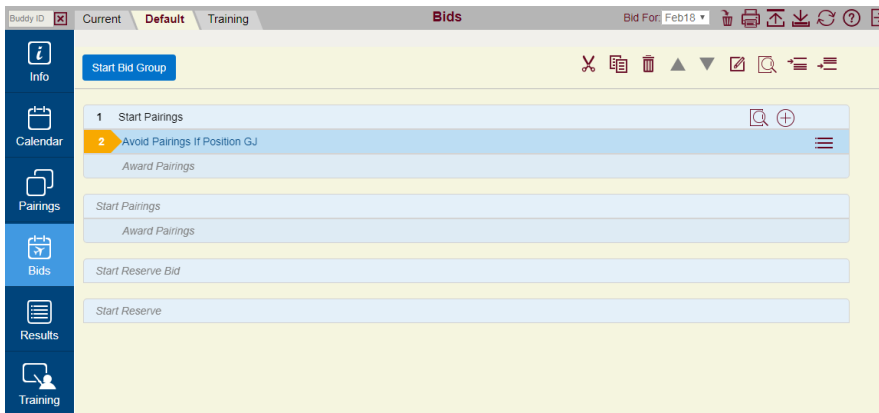 Buddy ID
Current Default Training Bids Bid For: Feb18
Info
Start Bid Group
Calendar
1 Start Pairings
2 Avoid Pairings If Position GJ
Award Pairings
Pairings
Start Pairings
Award Pairings
Bids
Start Reserve Bid
Results
Start Reserve
Training